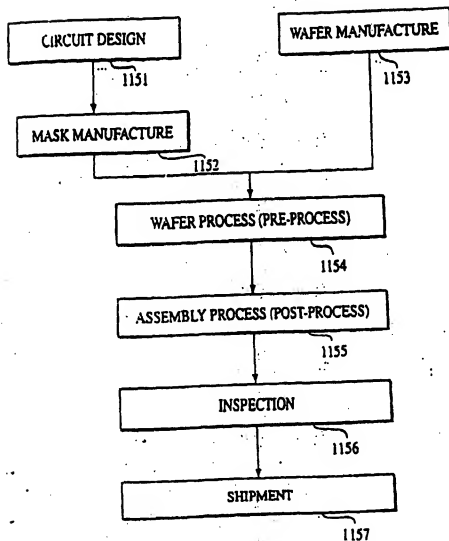 CIRCUIT DESIGN
1151
WAFER MANUFACTURE
1153
MASK MANUFACTURE
1152
WAFER PROCESS (PRE-PROCESS)
1154
ASSEMBLY PROCESS (POST-PROCESS)
1155
INSPECTION
1156
SHIPMENT
1157